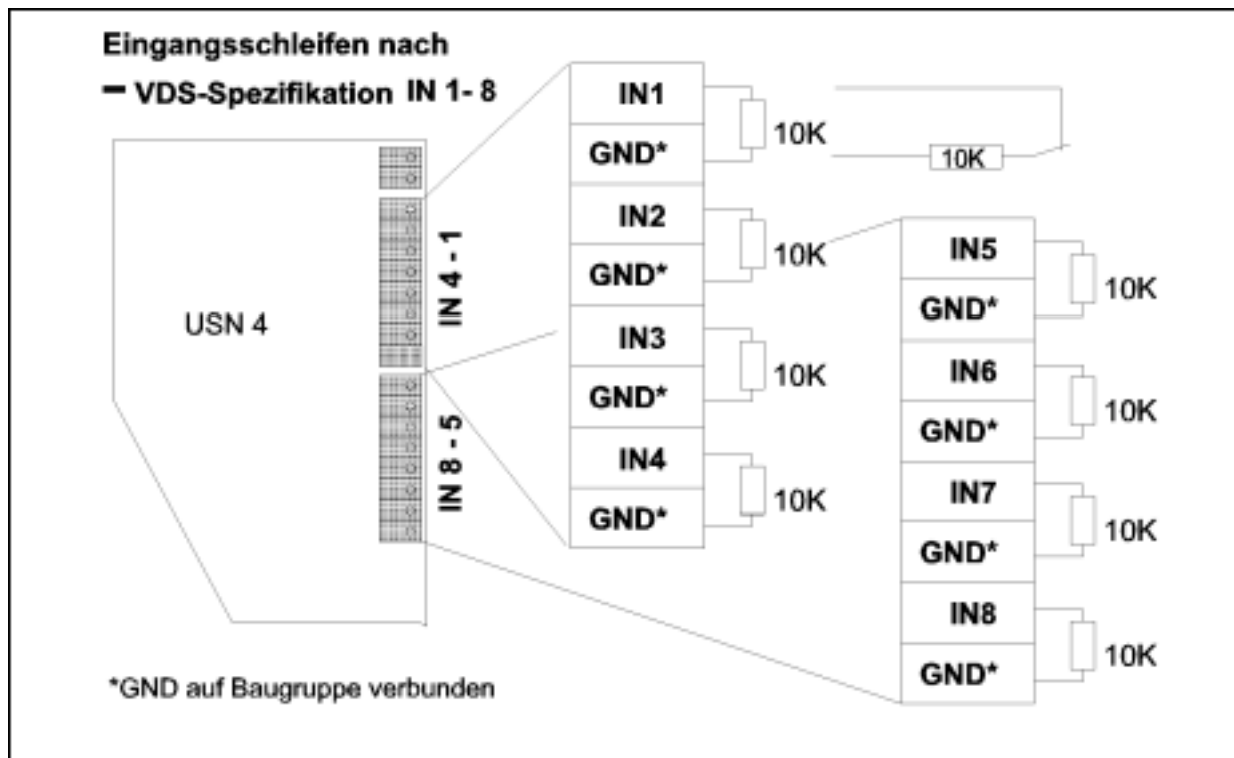 Eingangsschleifen nach
– VDS-Spezifikation IN 1- 8
USN 4
IN 4 - 1
IN 8 - 5
IN1
GND*
10K
IN2
GND*
10K
IN3
GND*
10K
IN4
GND*
10K
10K
IN5
GND*
10K
IN6
GND*
10K
IN7
GND*
10K
IN8
GND*
10K
*GND auf Baugruppe verbunden